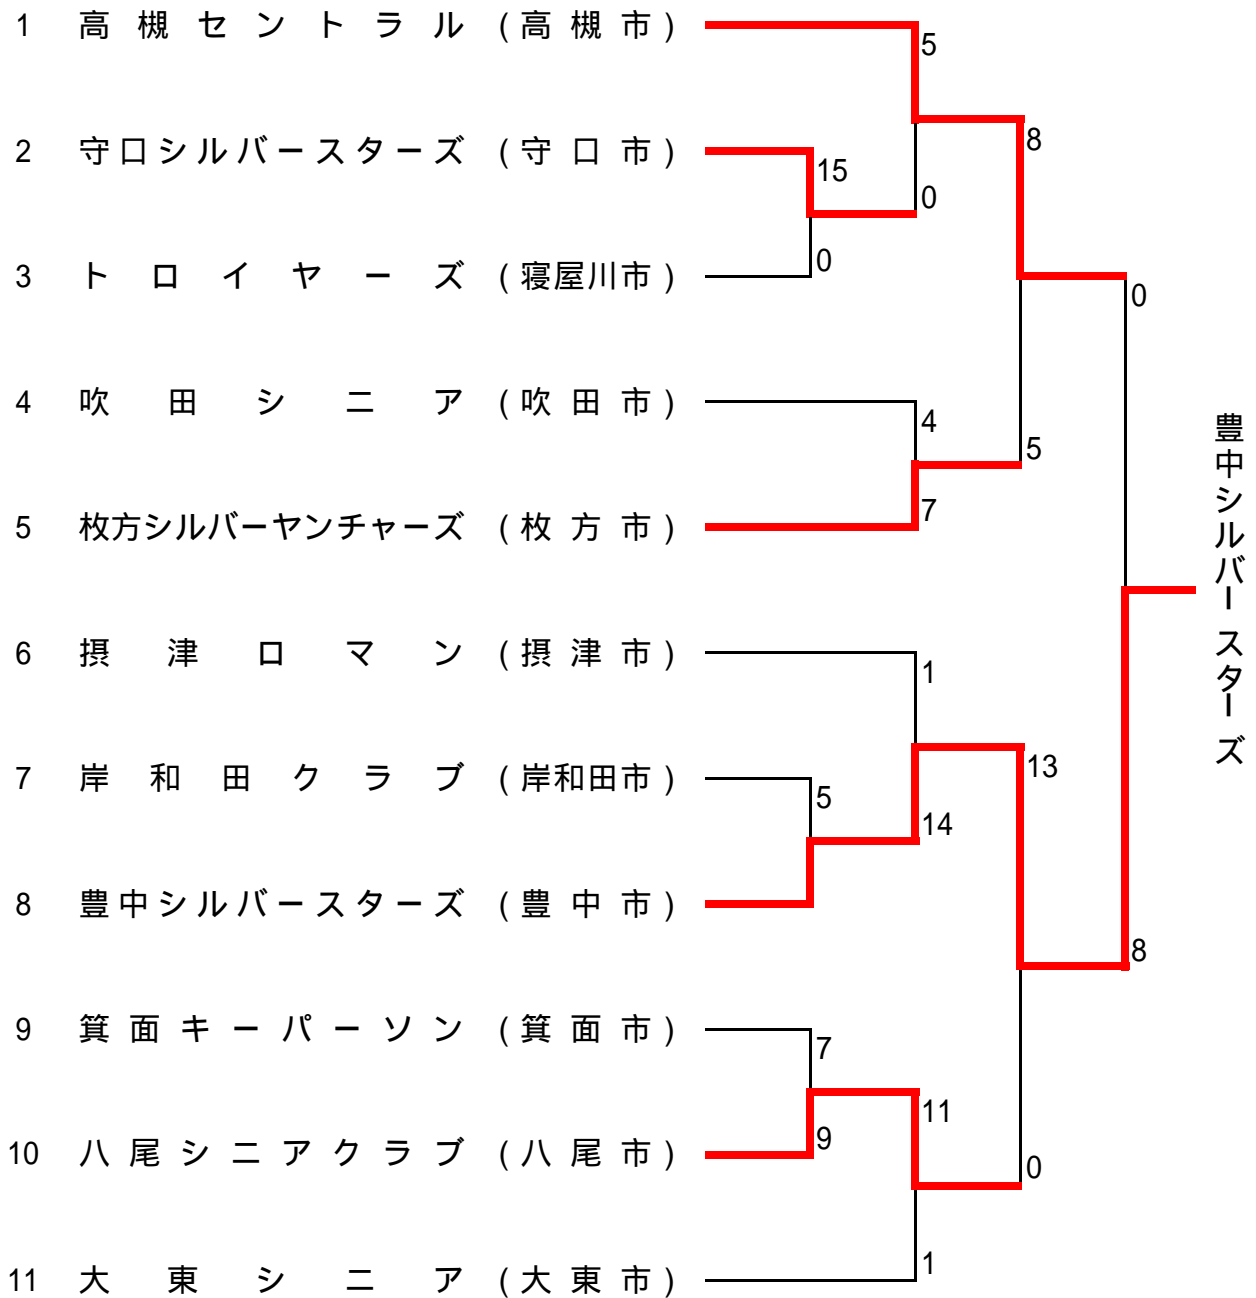 1 高槻セントラル (高槻市)
5
8
2 守口シルバースターズ (守口市)
15
0
3 トロイヤーズ (寝屋川市)
0
0
4 吹田シニア (吹田市)
4
5
5 枚方シルバーヤンチャーズ (枚方市)
7
豊中シルバースターズ
6 摂津ロマン (摂津市)
1
13
7 岸和田クラブ (岸和田市)
5
14
8 豊中シルバースターズ (豊中市)
8
9 箕面キーパーソン (箕面市)
7
11
10 八尾シニアクラブ (八尾市)
9
0
11 大東シニア (大東市)
1